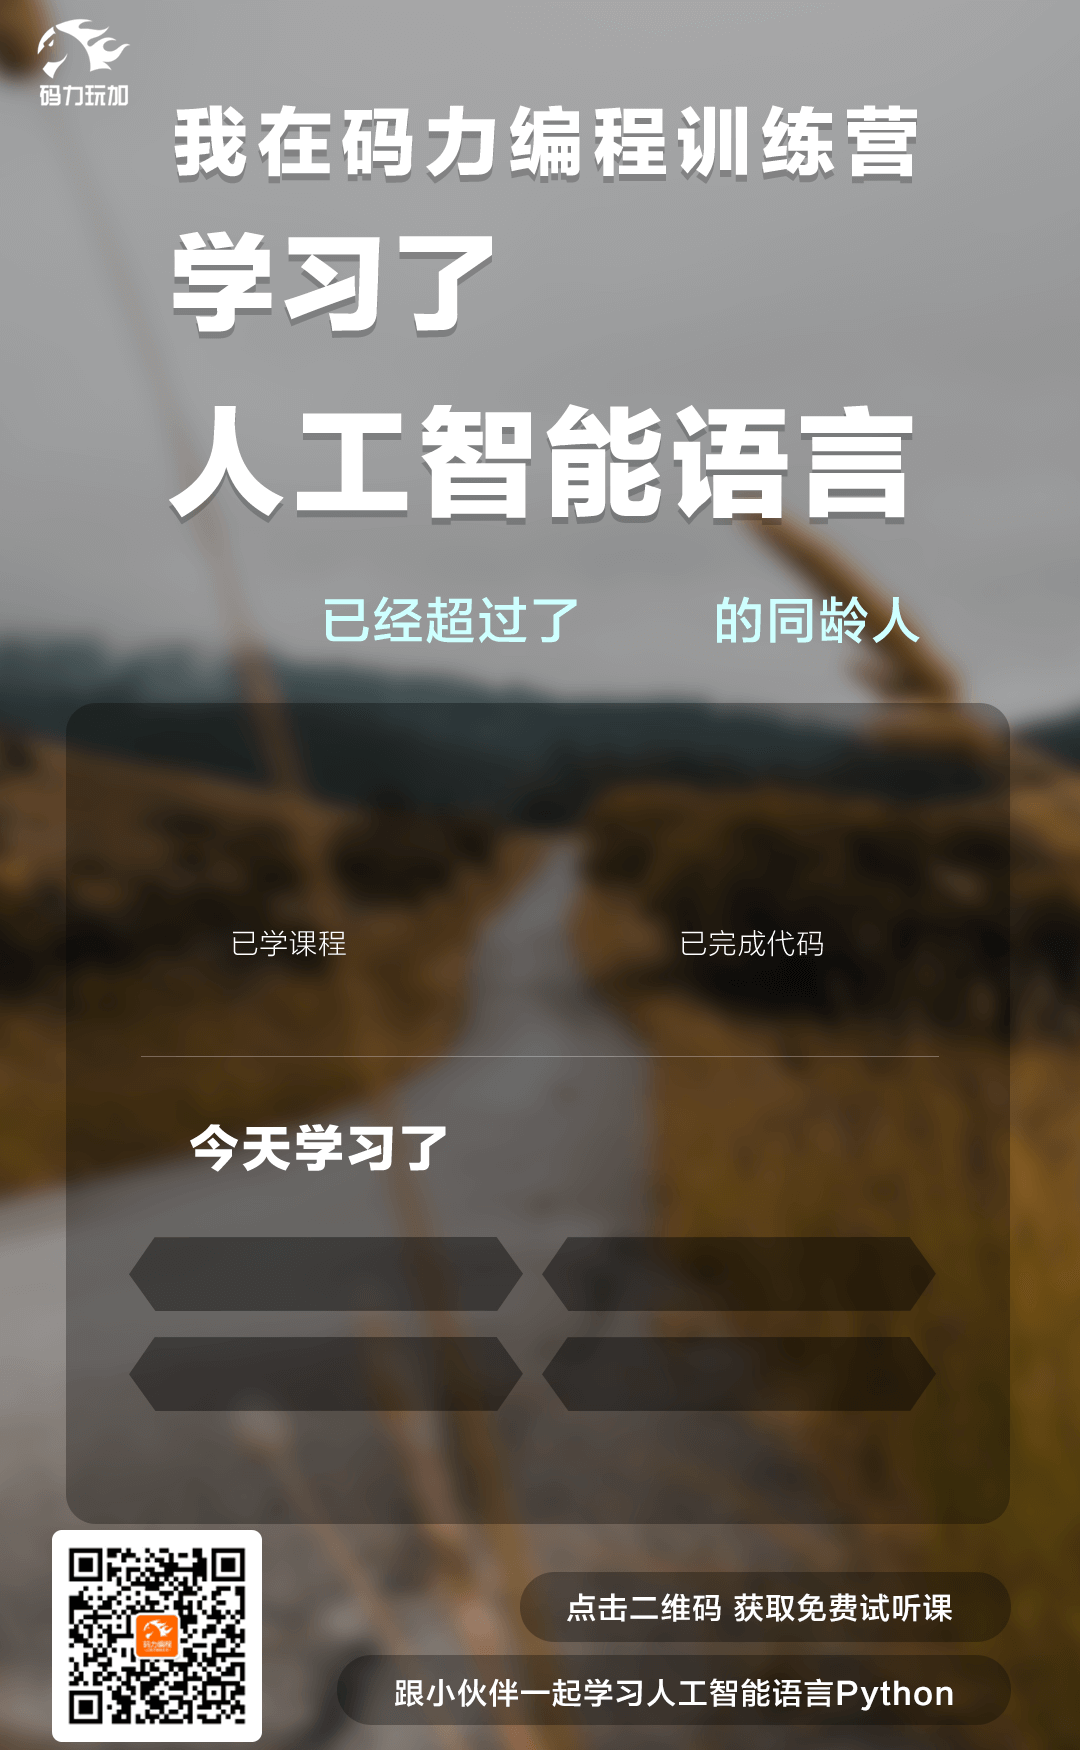 码力玩加
我在码力编程训练营
学习了
人工智能语言
已经超过了 的同龄人
已学课程 已完成代码
今天学习了
码力编程
点击二维码 获取免费试听课
跟小伙伴一起学习人工智能语言Python